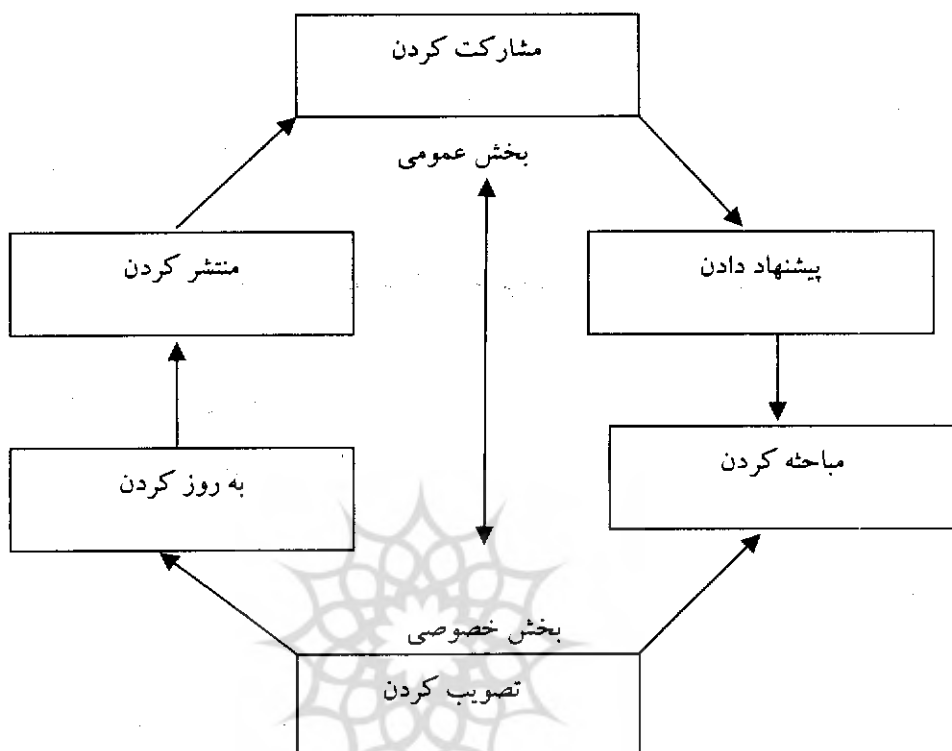 مشارکت کردن
بخش عمومی
پیشنهاد دادن
منتشر کردن
مباحثه کردن
به روز کردن
بخش خصوصی
تصویب کردن